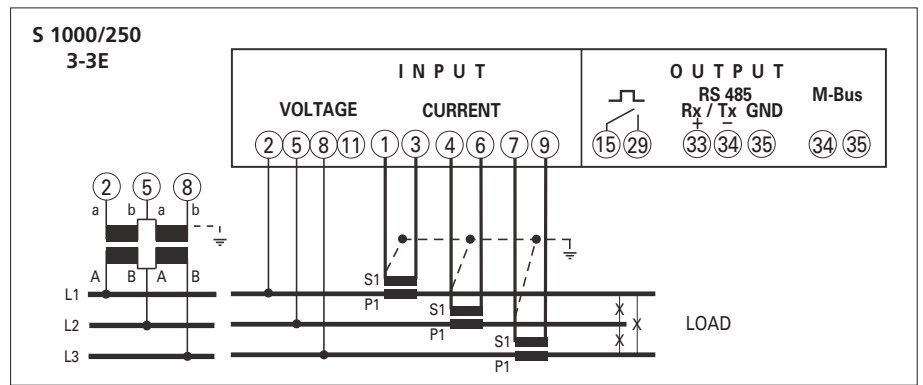 S 1000/250
3-3E
I N P U T
O U T P U T
VOLTAGE
CURRENT
RS 485
Rx / Tx GND
+ −
M-Bus
2 5 8 11 1 3 4 6 7 9
15 29 33 34 35 34 35
2 5 8
a b a b
A B A B
S1
L1
P1
S1
L2
P1
S1
L3
P1
X
X
X
LOAD